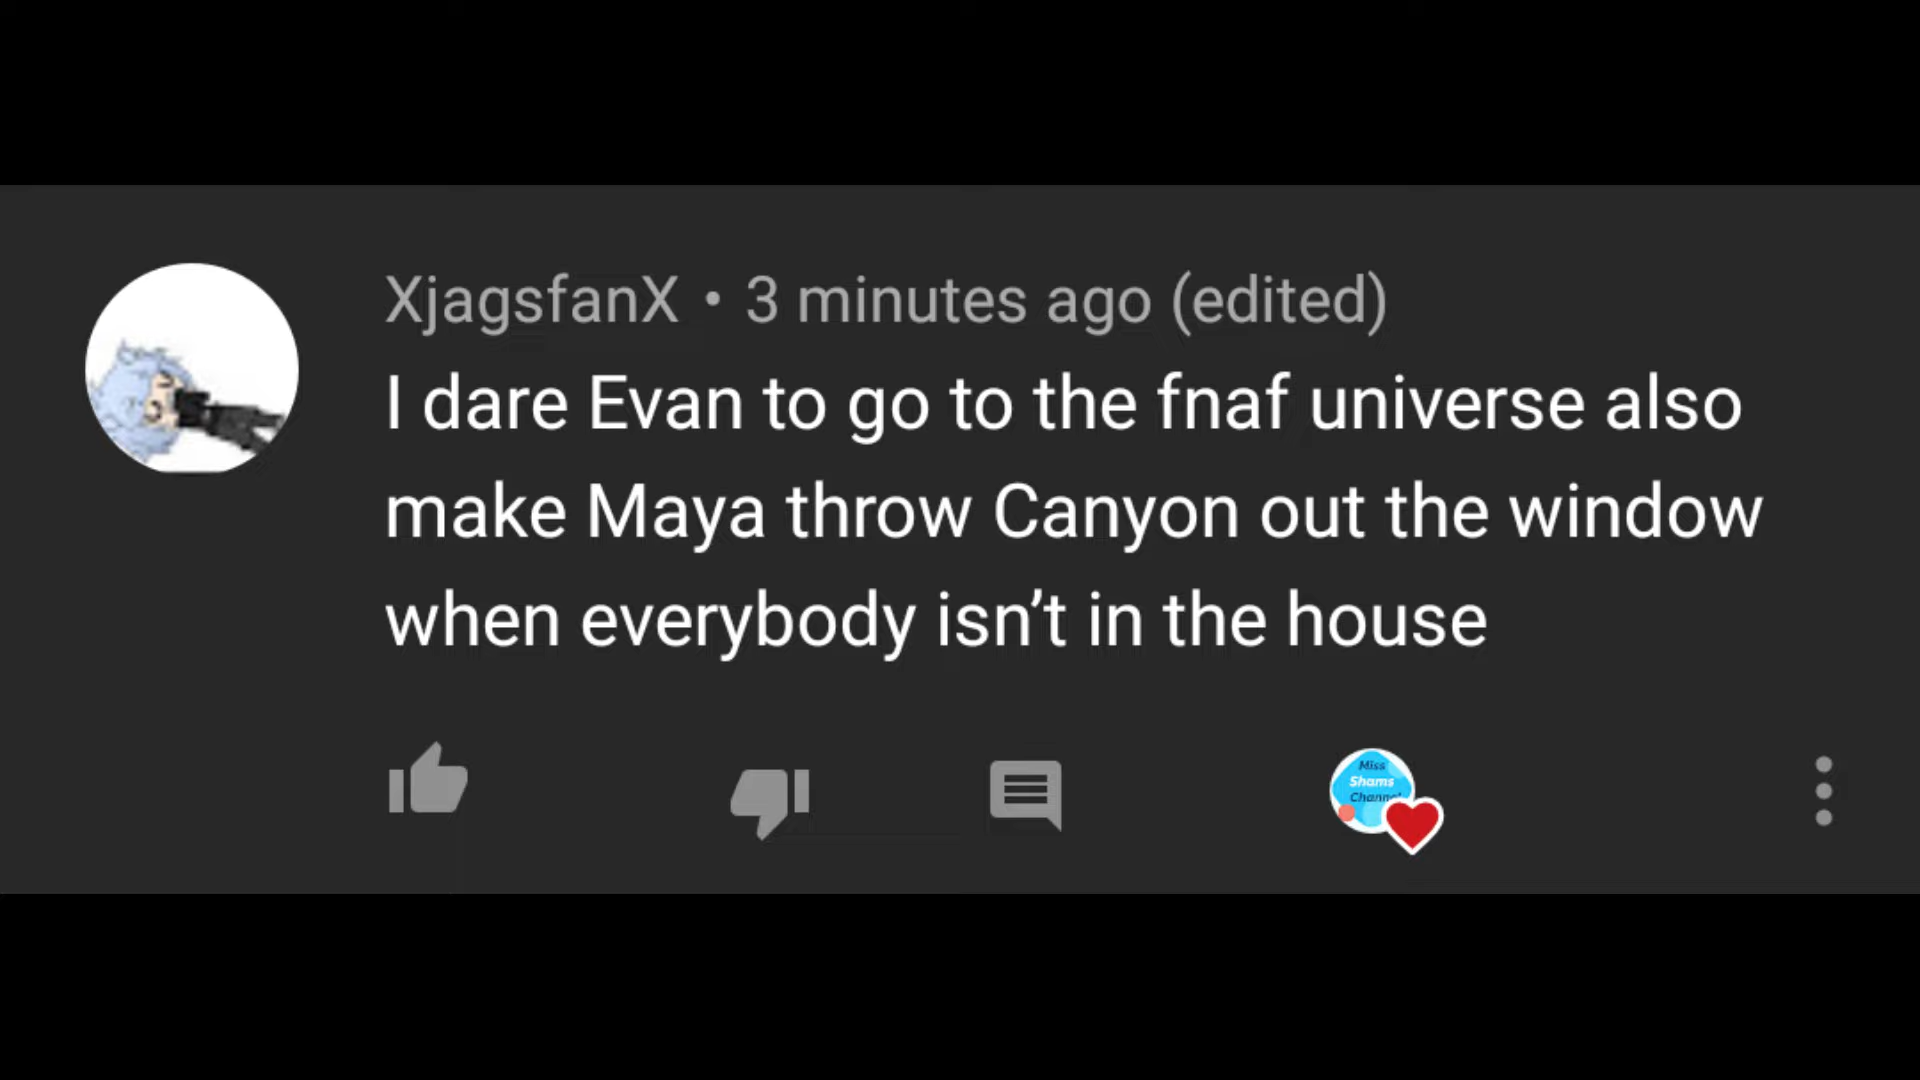 XjagsfanX • 3 minutes ago (edited)
I dare Evan to go to the fnaf universe also
make Maya throw Canyon out the window
when everybody isn’t in the house
Miss
Shams
Channel